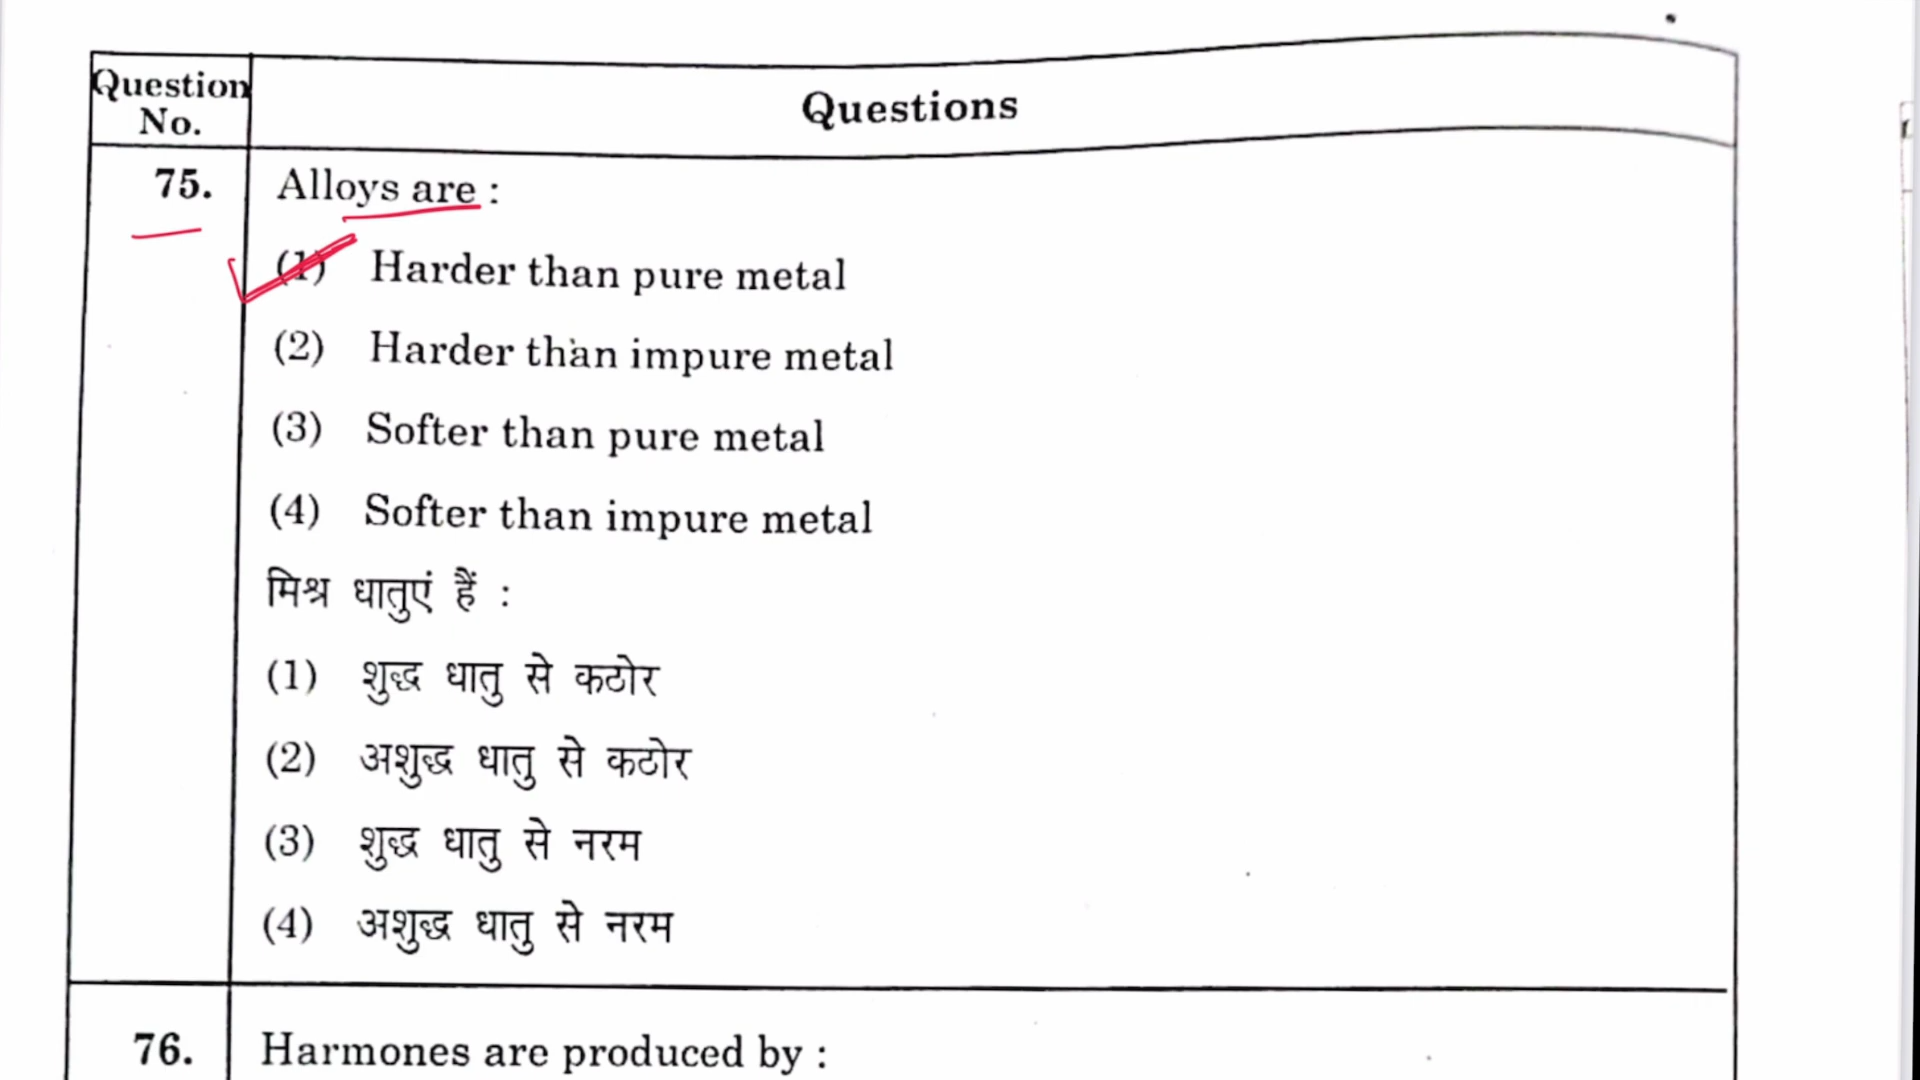 Question No.
Questions
75.
Alloys are :
(1) Harder than pure metal
(2) Harder than impure metal
(3) Softer than pure metal
(4) Softer than impure metal
मिश्र धातुएं हैं :
(1) शुद्ध धातु से कठोर
(2) अशुद्ध धातु से कठोर
(3) शुद्ध धातु से नरम
(4) अशुद्ध धातु से नरम
76.
Harmones are produced by :